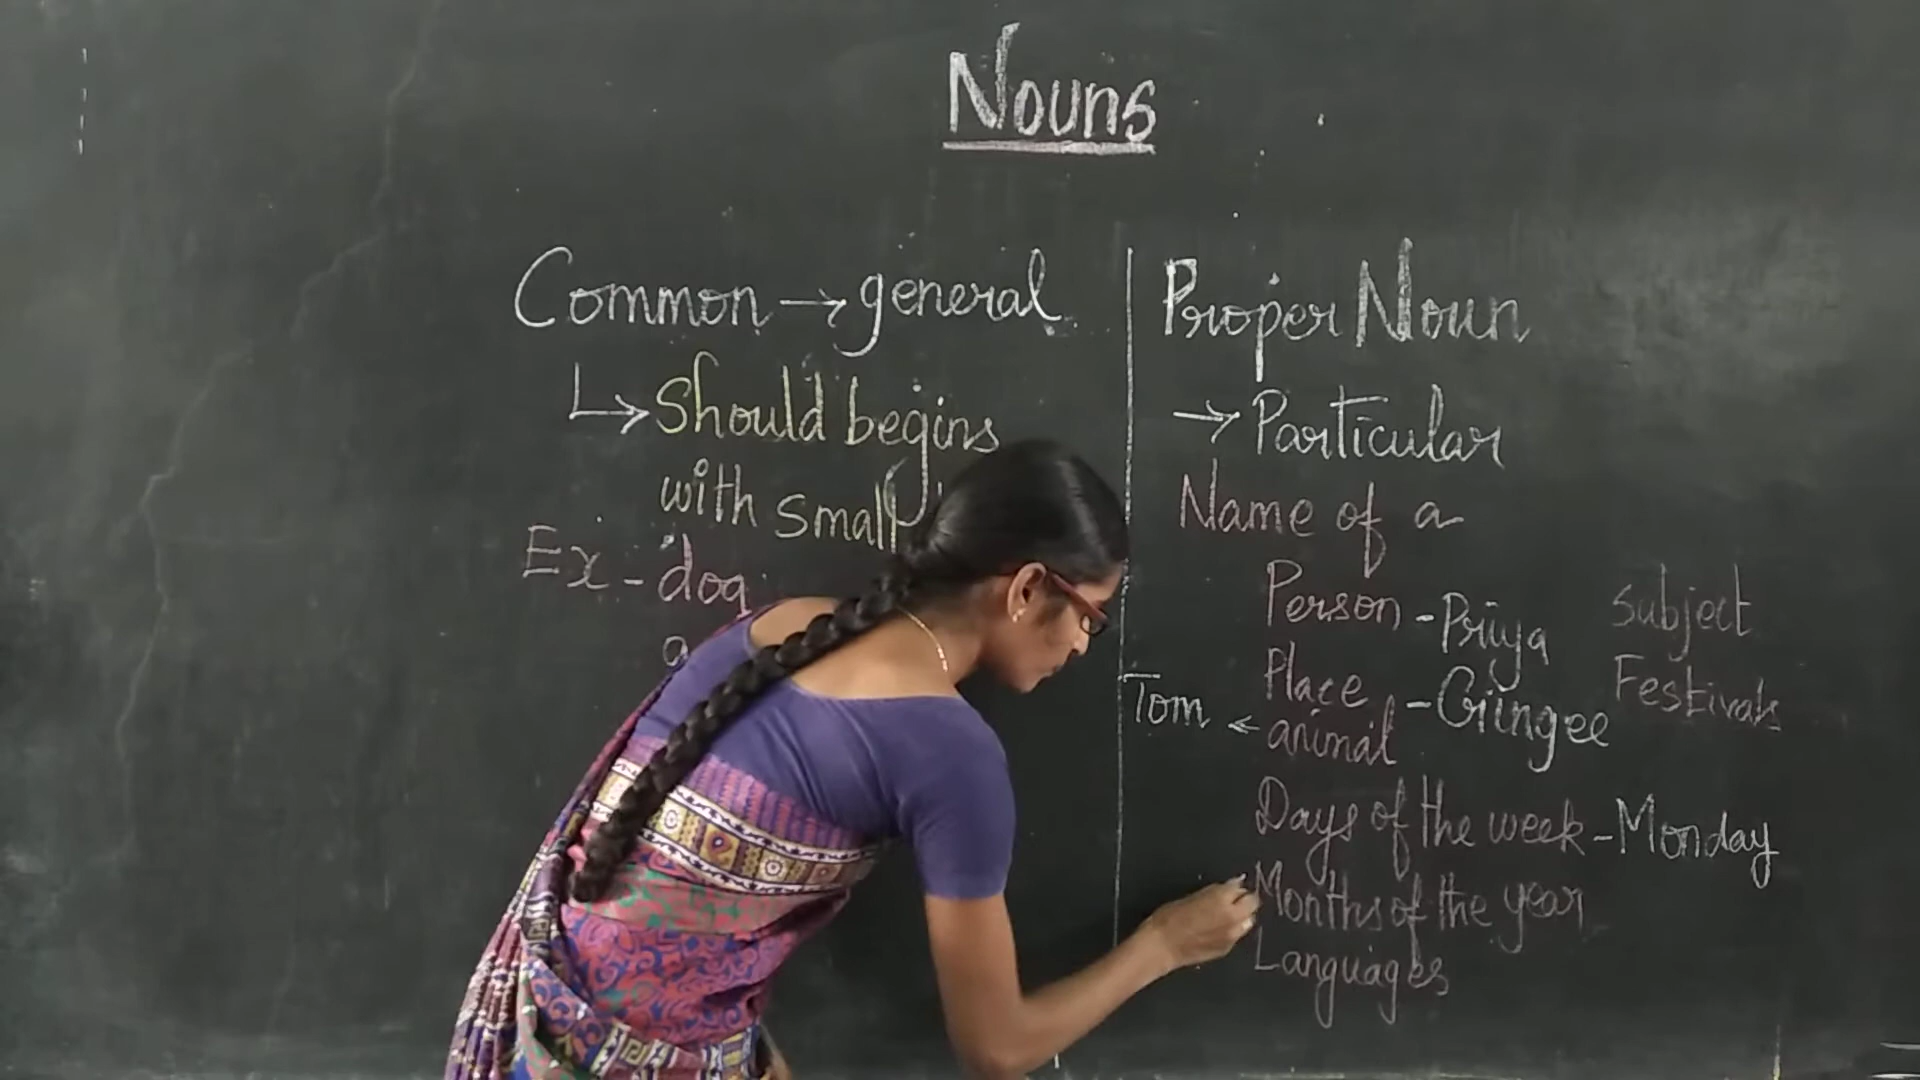 Nouns
Common → general
↳ Should begins
with small
Ex - dog
Proper Noun
→ Particular
Name of a
Person - Priya
Place - Gingee
Tom ← animal
Days of the week - Monday
Months of the year
Languages
Subject
Festivals